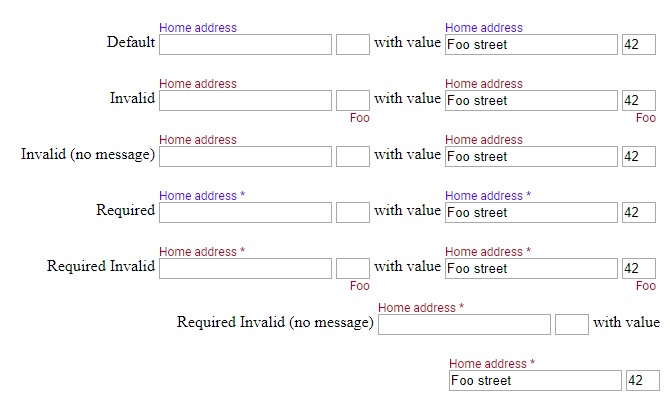 Home address Home address
Default with value Foo street 42
Home address Home address
Invalid with value Foo street 42
Foo Foo
Home address Home address
Invalid (no message) with value Foo street 42
Home address * Home address *
Required with value Foo street 42
Home address * Home address *
Required Invalid with value Foo street 42
Foo Foo
Home address *
Required Invalid (no message) with value
Home address *
Foo street 42